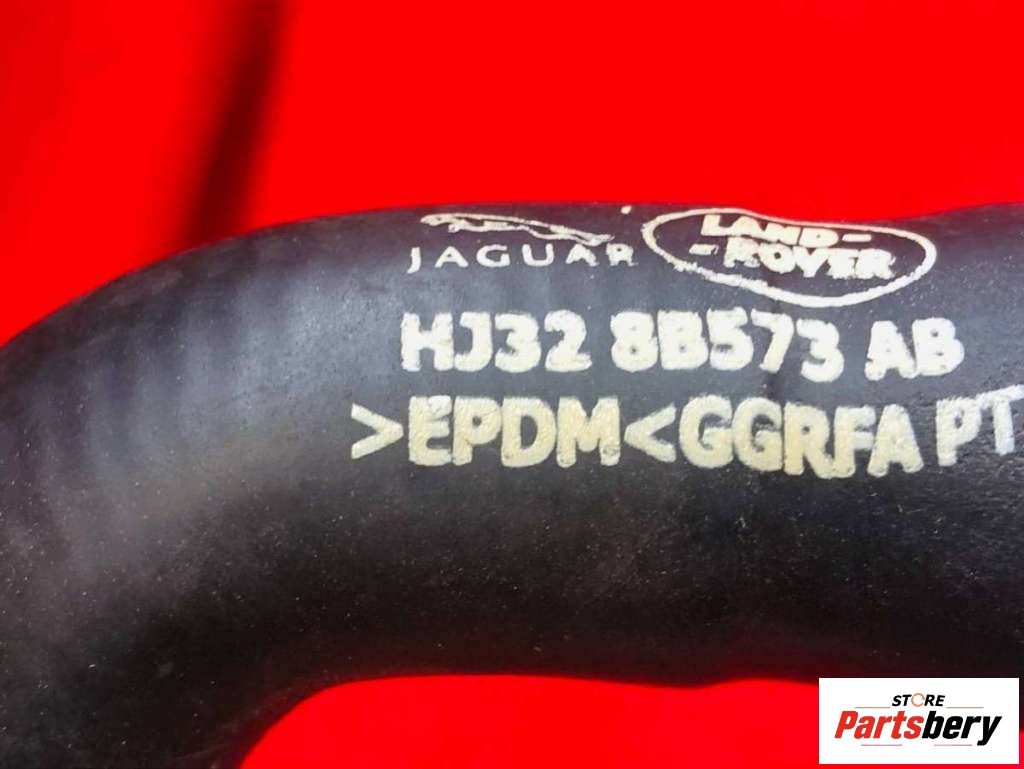 JAGUAR
LAND-
-ROVER
HJ32 8B573 AB
>EPDM<GGRFA PT
STORE
Partsbery